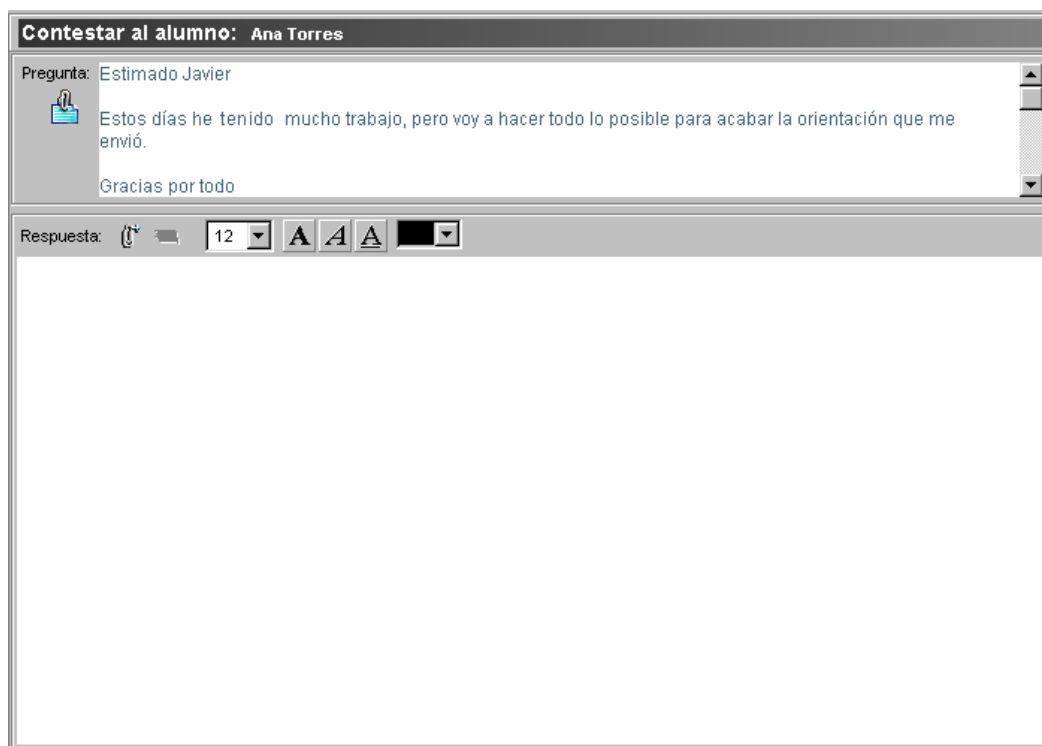 Contestar al alumno: Ana Torres
Pregunta: Estimado Javier
Estos días he tenido mucho trabajo, pero voy a hacer todo lo posible para acabar la orientación que me
envió.
Gracias por todo
Respuesta: 12 A A A